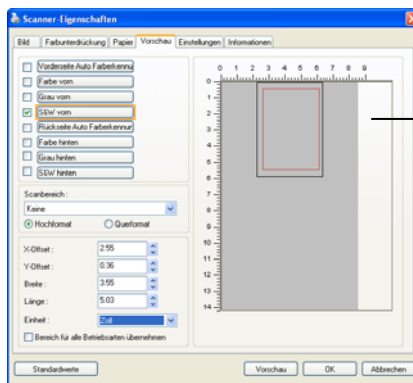 Scanner-Eigenschaften
Bild Farbunterdrückung Papier Vorschau Einstellungen Informationen
Vorderseite Auto Farberkennu
Farbe vorn
Grau vorn
S&W vorn
Rückseite Auto Farberkennur
Farbe hinten
Grau hinten
S&W hinten
Scanbereich :
Keine
Hochformat Querformat
X-Offset : 2.55
Y-Offset : 0.36
Breite : 3.55
Länge : 5.03
Einheit : Zoll
Bereich für alle Betriebsarten übernehmen
0 1 2 3 4 5 6 7 8 9
0
1
2
3
4
5
6
7
8
9
10
11
12
13
14
Standardwerte Vorschau OK Abbrechen